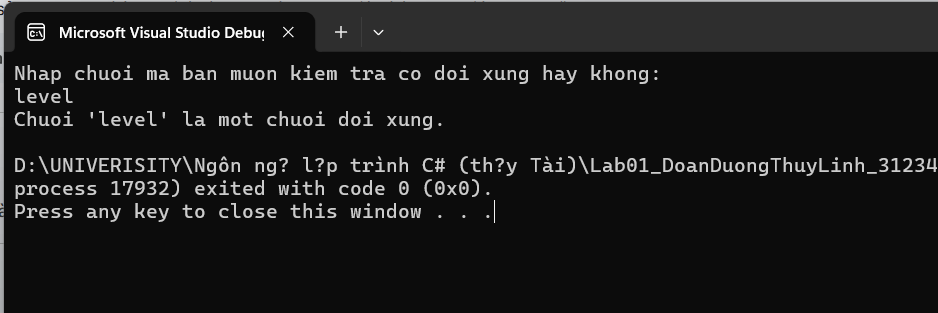 Microsoft Visual Studio Debu
Nhap chuoi ma ban muon kiem tra co doi xung hay khong:
level
Chuoi 'level' la mot chuoi doi xung.
D:\UNIVERISITY\Ngôn ng? l?p trình C# (th?y Tài)\Lab01_DoanDuongThuyLinh_31234
process 17932) exited with code 0 (0x0).
Press any key to close this window . . .